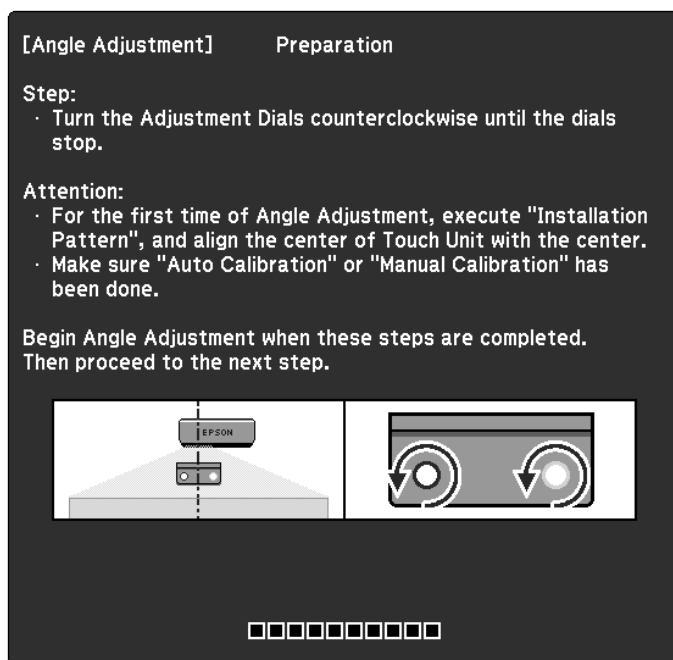 [Angle Adjustment] Preparation
Step:
· Turn the Adjustment Dials counterclockwise until the dials
stop.
Attention:
· For the first time of Angle Adjustment, execute "Installation
Pattern", and align the center of Touch Unit with the center.
· Make sure "Auto Calibration" or "Manual Calibration" has
been done.
Begin Angle Adjustment when these steps are completed.
Then proceed to the next step.
EPSON